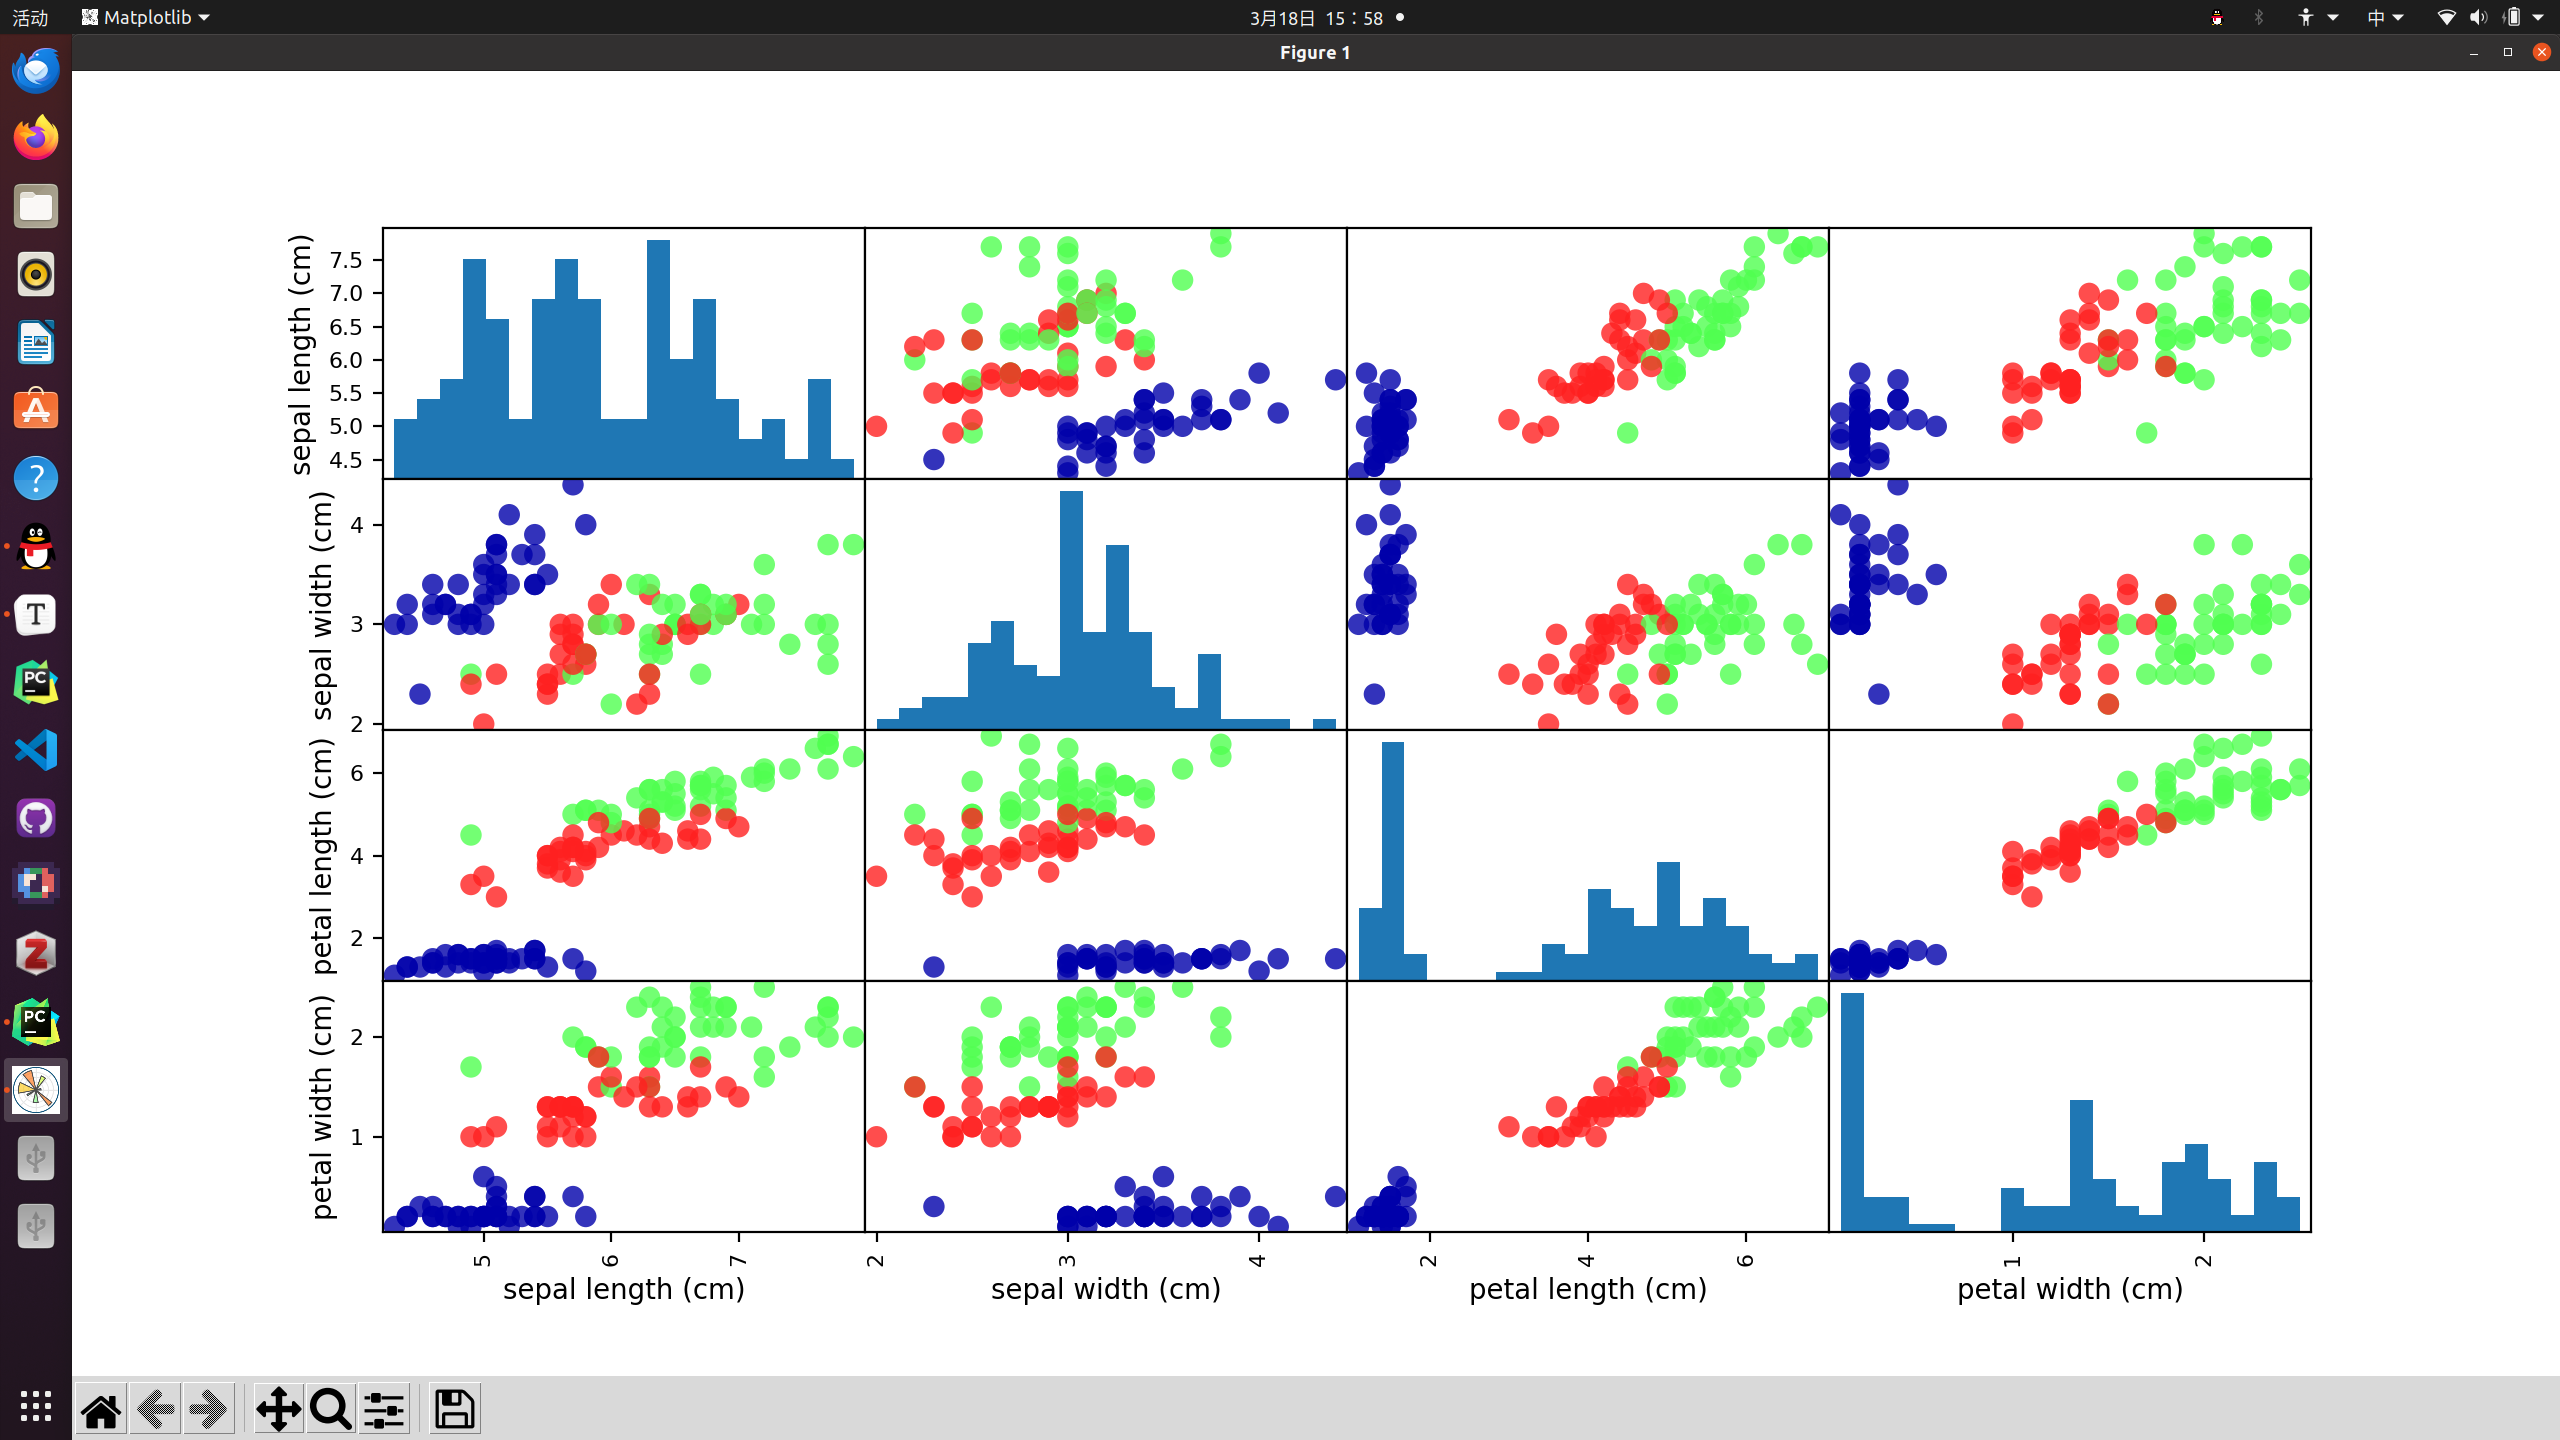 活动 Matplotlib 3月18日 15：58 中
Figure 1
sepal length (cm)
7.5
7.0
6.5
6.0
5.5
5.0
4.5
sepal width (cm)
4
3
2
petal length (cm)
6
4
2
petal width (cm)
2
1
5 6 7 2 3 4 2 4 6 1 2
sepal length (cm) sepal width (cm) petal length (cm) petal width (cm)
A
?
T
PC
Z
PC